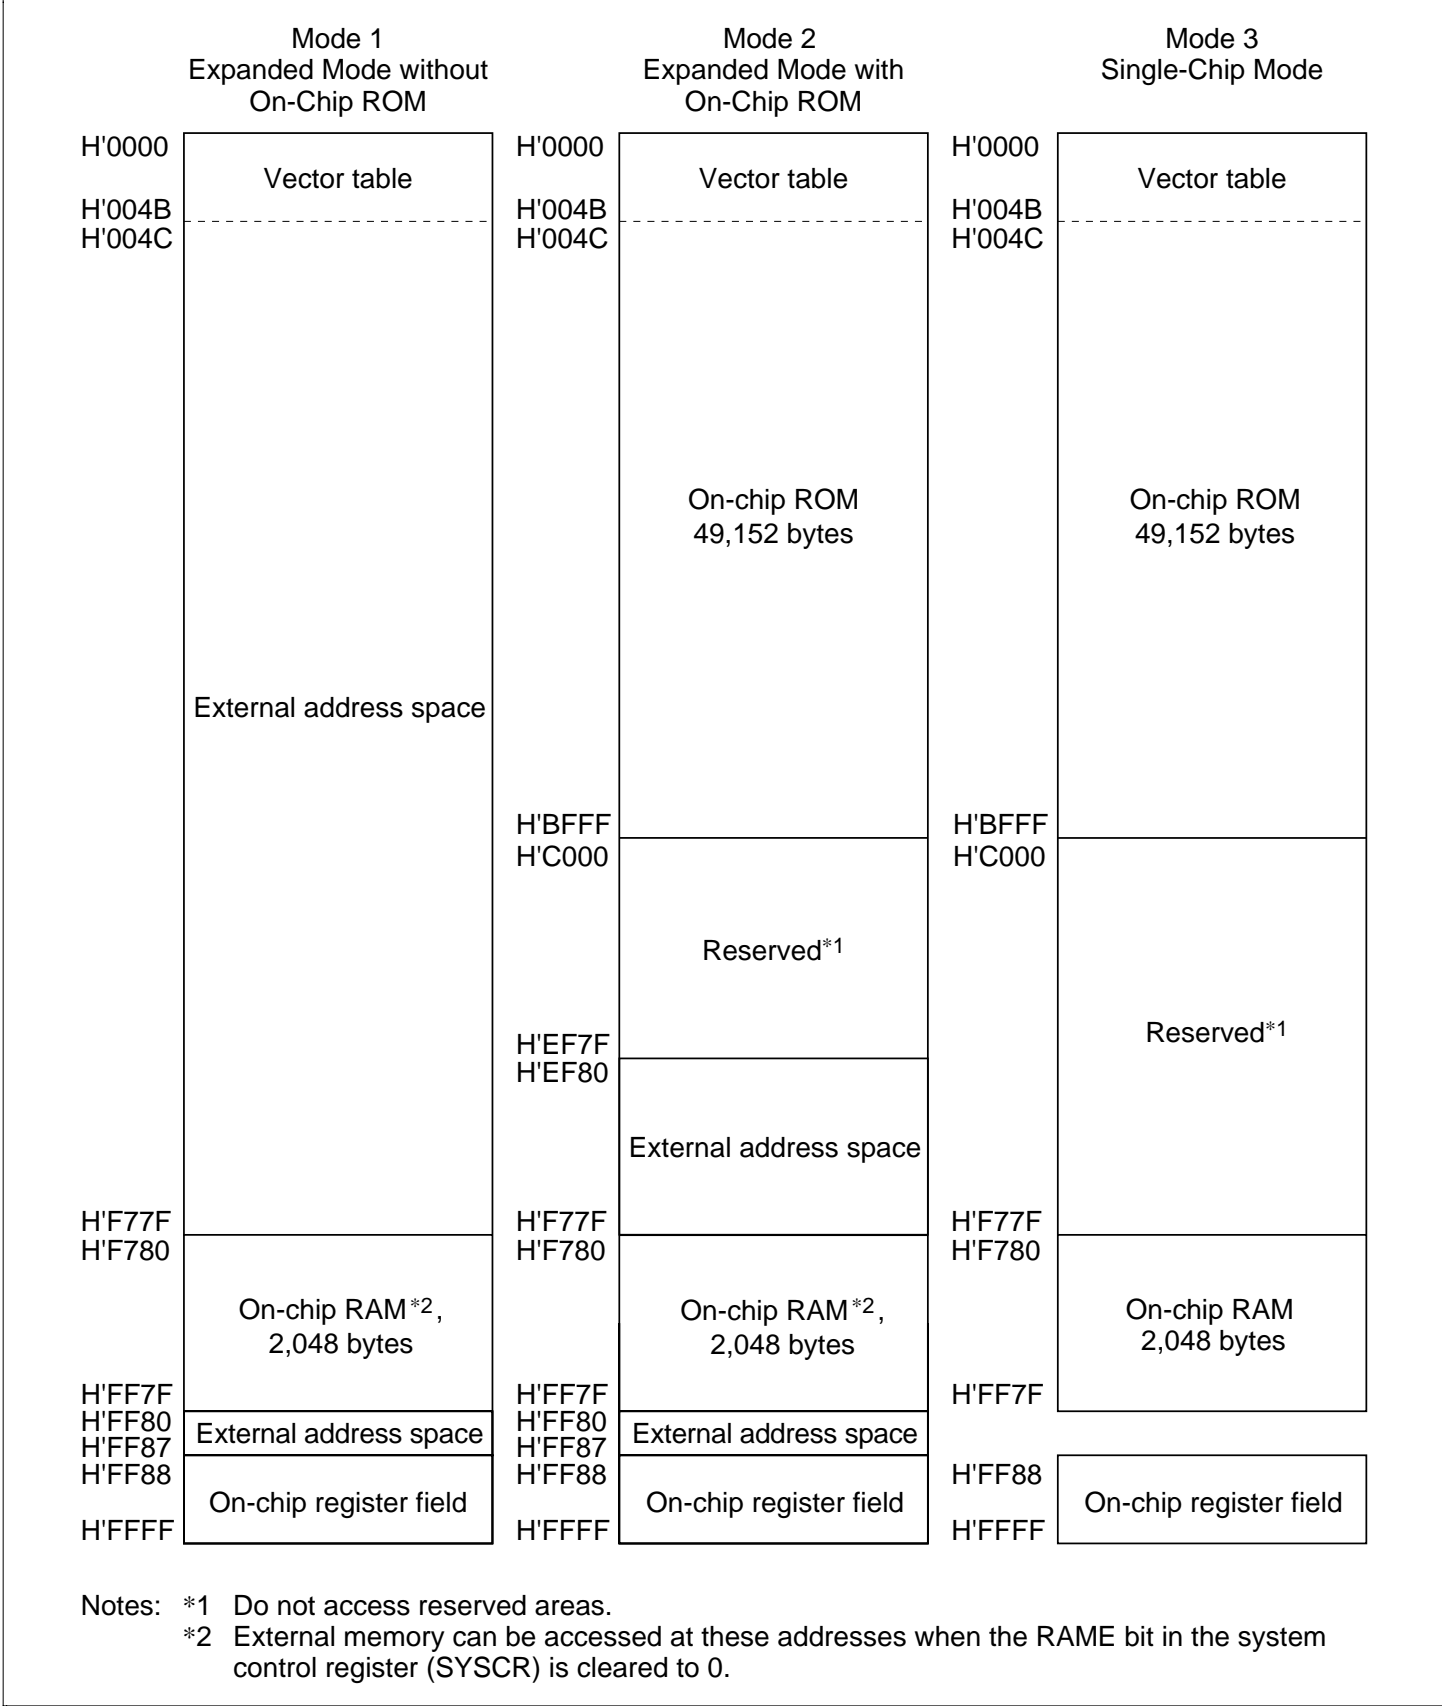 Mode 1
Expanded Mode without
On-Chip ROM
Mode 2
Expanded Mode with
On-Chip ROM
Mode 3
Single-Chip Mode
H'0000
Vector table
H'004B
H'004C
External address space
H'F77F
H'F780
On-chip RAM*2,
2,048 bytes
H'FF7F
H'FF80
External address space
H'FF87
H'FF88
On-chip register field
H'FFFF
H'0000
Vector table
H'004B
H'004C
On-chip ROM
49,152 bytes
H'BFFF
H'C000
Reserved*1
H'EF7F
H'EF80
External address space
H'F77F
H'F780
On-chip RAM*2,
2,048 bytes
H'FF7F
H'FF80
External address space
H'FF87
H'FF88
On-chip register field
H'FFFF
H'0000
Vector table
H'004B
H'004C
On-chip ROM
49,152 bytes
H'BFFF
H'C000
Reserved*1
H'F77F
H'F780
On-chip RAM
2,048 bytes
H'FF7F
H'FF88
On-chip register field
H'FFFF
Notes: *1 Do not access reserved areas.
*2 External memory can be accessed at these addresses when the RAME bit in the system
control register (SYSCR) is cleared to 0.